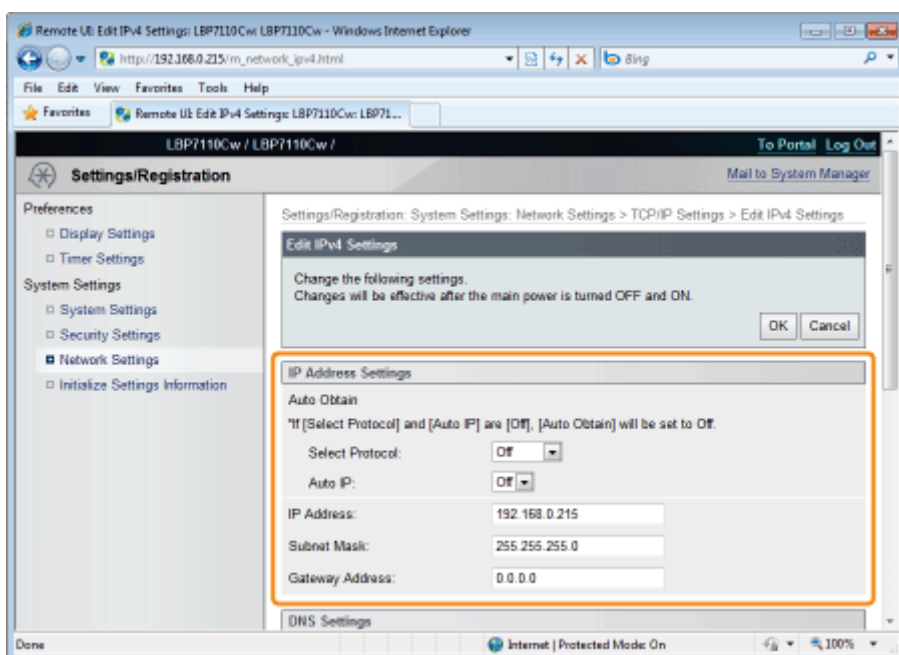 Remote UI: Edit IPv4 Settings: LBP7110Cw: LBP7110Cw - Windows Internet Explorer
http://192.168.0.215/m_network_ipv4.html
Bing
File Edit View Favorites Tools Help
Favorites
Remote UI: Edit IPv4 Settings: LBP7110Cw: LBP71...
LBP7110Cw / LBP7110Cw /
To Portal Log Out
Settings/Registration
Mail to System Manager
Preferences
Display Settings
Timer Settings
System Settings
System Settings
Security Settings
Network Settings
Initialize Settings Information
Settings/Registration: System Settings: Network Settings > TCP/IP Settings > Edit IPv4 Settings
Edit IPv4 Settings
Change the following settings.
Changes will be effective after the main power is turned OFF and ON.
OK Cancel
IP Address Settings
Auto Obtain
*If [Select Protocol] and [Auto IP] are [Off], [Auto Obtain] will be set to Off.
Select Protocol: Off
Auto IP: Off
IP Address: 192.168.0.215
Subnet Mask: 255.255.255.0
Gateway Address: 0.0.0.0
DNS Settings
Done
Internet | Protected Mode: On
100%